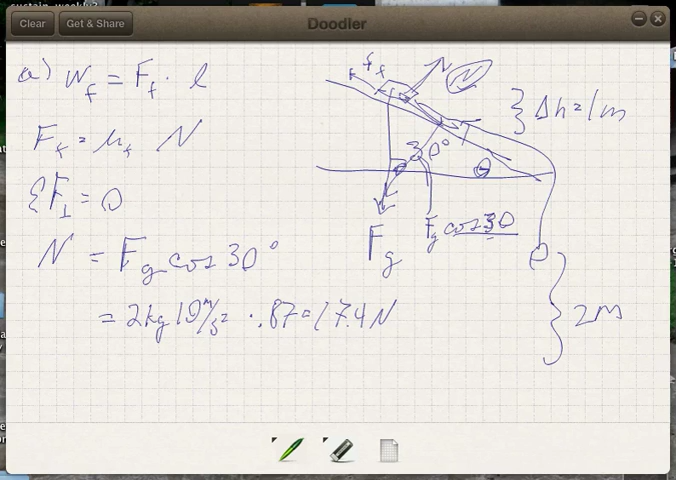 Doodler
Clear
Get & Share
a) W_f = F_f · l
F_f = μ_f N
ΣF_⊥ = 0
N = F_g cos 30°
= 2kg 10 m/s² · .87 = 17.4 N
F_f
N
T
30°
θ
F_g
F_g cos 30
Δh = 1m
2m